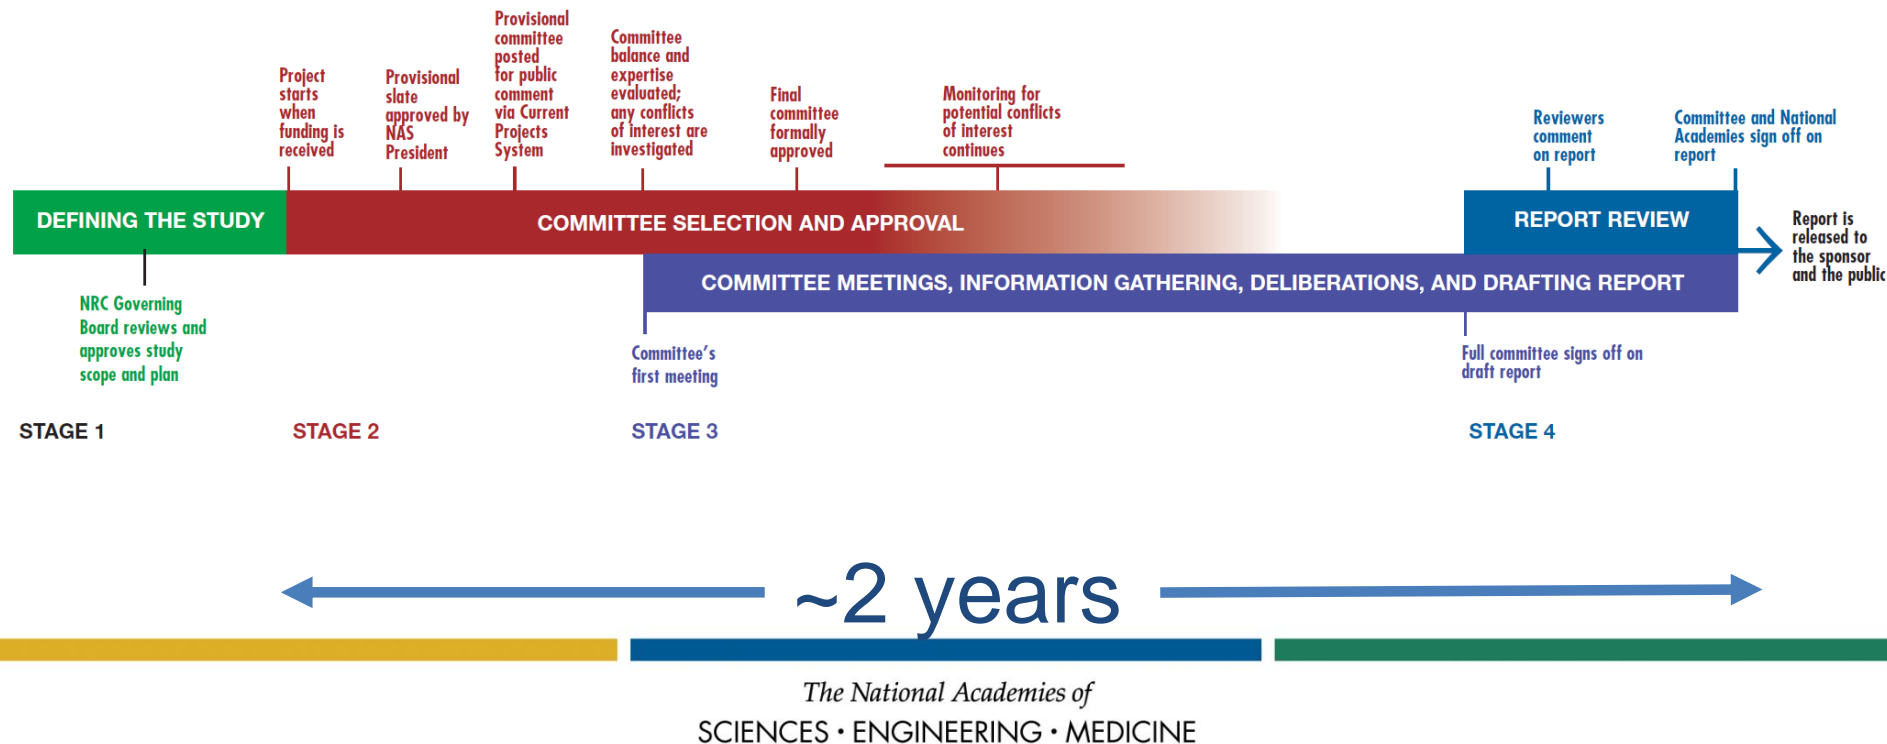 Project
starts
when
funding is
received
Provisional
slate
approved by
NAS
President
Provisional
committee
posted
for public
comment
via Current
Projects
System
Committee
balance and
expertise
evaluated;
any conflicts
of interest are
investigated
Final
committee
formally
approved
Monitoring for
potential conflicts
of interest
continues
Reviewers
comment
on report
Committee and National
Academies sign off on
report
DEFINING THE STUDY
COMMITTEE SELECTION AND APPROVAL
REPORT REVIEW
Report is
released to
the sponsor
and the public
COMMITTEE MEETINGS, INFORMATION GATHERING, DELIBERATIONS, AND DRAFTING REPORT
NRC Governing
Board reviews and
approves study
scope and plan
Committee's
first meeting
Full committee signs off on
draft report
STAGE 1
STAGE 2
STAGE 3
STAGE 4
~2 years
The National Academies of
SCIENCES · ENGINEERING · MEDICINE